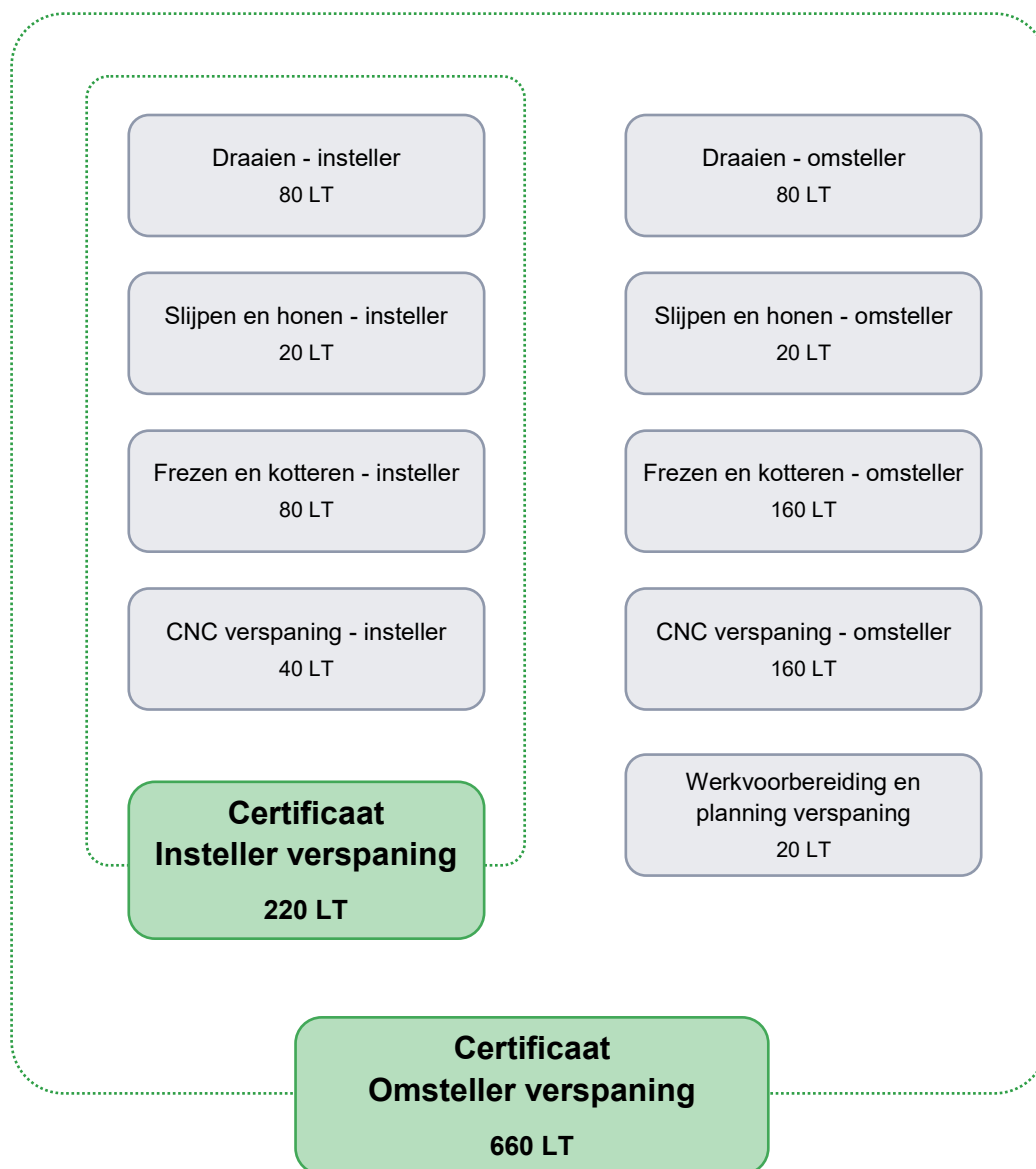 Draaien - insteller
80 LT
Slijpen en honen - insteller
20 LT
Frezen en kotteren - insteller
80 LT
CNC verspaning - insteller
40 LT
Certificaat
Insteller verspaning
220 LT
Draaien - omsteller
80 LT
Slijpen en honen - omsteller
20 LT
Frezen en kotteren - omsteller
160 LT
CNC verspaning - omsteller
160 LT
Werkvoorbereiding en
planning verspaning
20 LT
Certificaat
Omsteller verspaning
660 LT